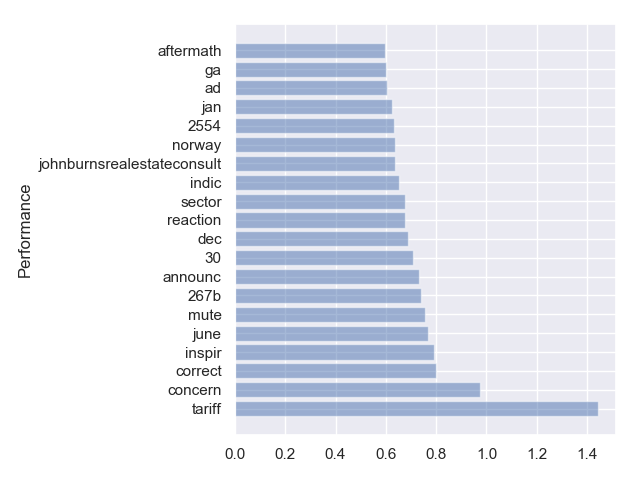 aftermath
ga
ad
jan
2554
norway
johnburnsrealestateconsult
indic
sector
reaction
dec
30
announc
267b
mute
june
inspir
correct
concern
tariff
Performance
0.0 0.2 0.4 0.6 0.8 1.0 1.2 1.4